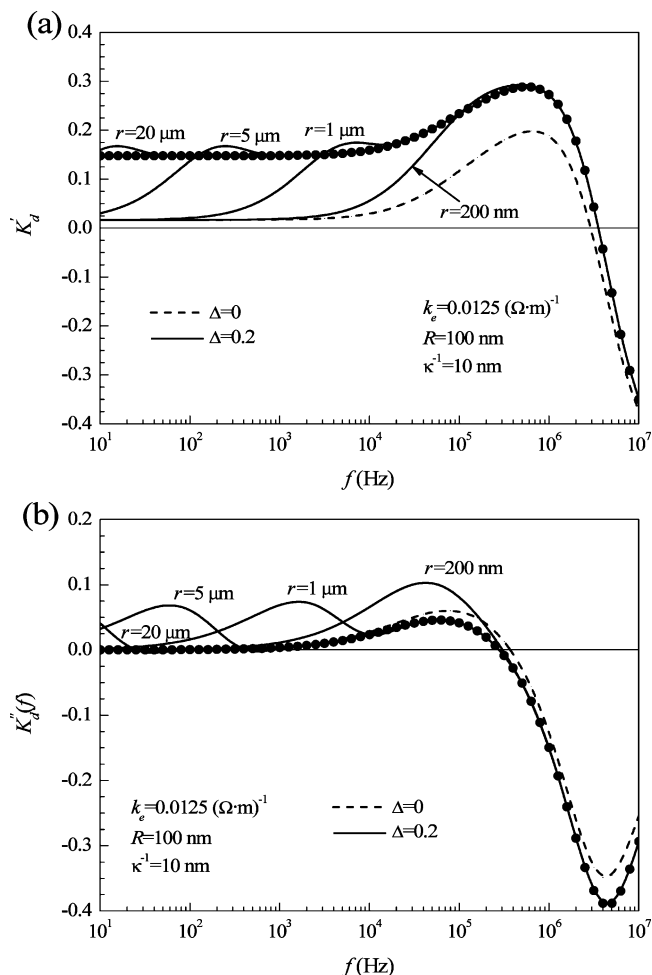 (a)
0.4
0.3
0.2
0.1
0.0
-0.1
-0.2
-0.3
-0.4
K'd
r=20 μm
r=5 μm
r=1 μm
r=200 nm
Δ=0
Δ=0.2
ke=0.0125 (Ω·m)-1
R=100 nm
κ-1=10 nm
10^1 10^2 10^3 10^4 10^5 10^6 10^7
f (Hz)
(b)
0.2
0.1
0.0
-0.1
-0.2
-0.3
-0.4
K''d(f)
r=200 nm
r=5 μm
r=1 μm
r=20 μm
ke=0.0125 (Ω·m)-1
R=100 nm
κ-1=10 nm
Δ=0
Δ=0.2
10^1 10^2 10^3 10^4 10^5 10^6 10^7
f (Hz)